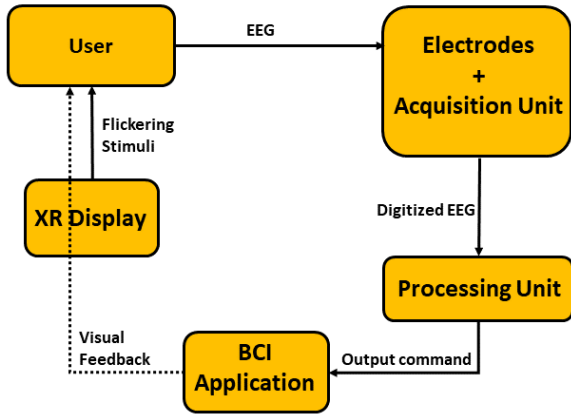 User
EEG
Electrodes
+
Acquisition Unit
Flickering
Stimuli
XR Display
Digitized EEG
Processing Unit
Visual
Feedback
BCI
Application
Output command